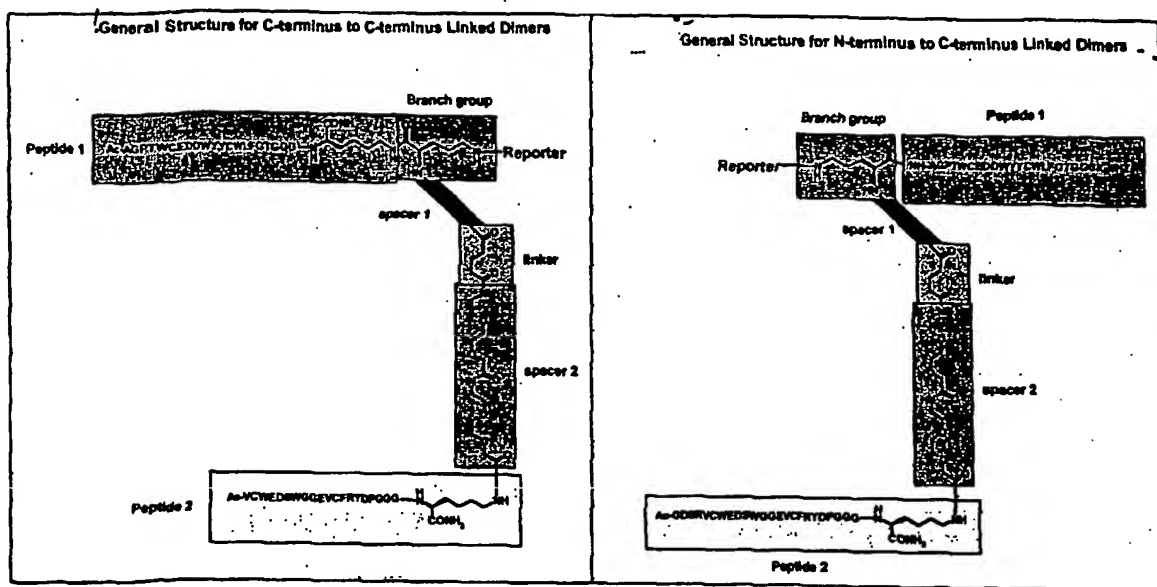 General Structure for C-terminus to C-terminus Linked Dimers
Branch group
Peptide 1
Reporter
spacer 1
linker
spacer 2
Peptide 2
Ac-VCWEDSWGGEVCFRYDPGGG
H
N
NH
CONH₂
General Structure for N-terminus to C-terminus Linked Dimers
Branch group
Peptide 1
Reporter
spacer 1
linker
spacer 2
Ac-GDSRVCWEDSWGGEVCFRYDPGGG
H
N
NH
CONH₂
Peptide 2